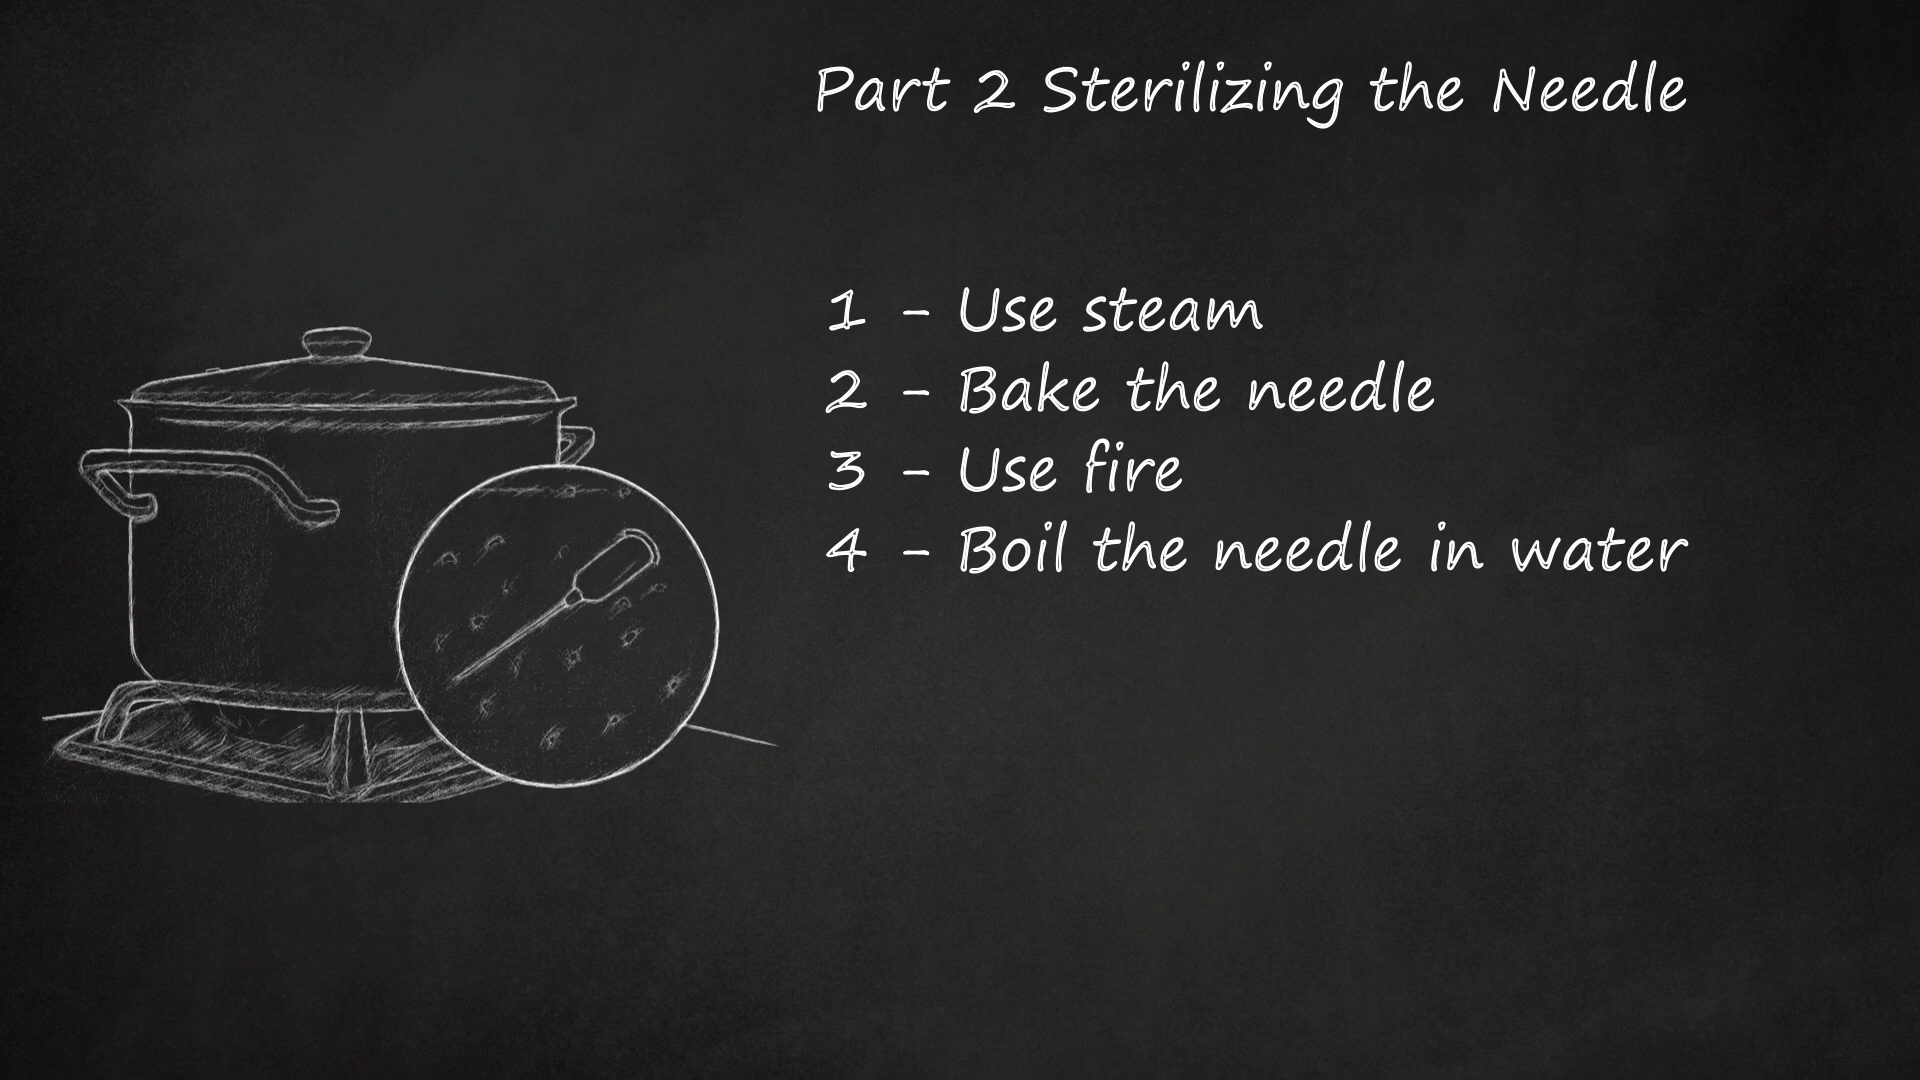 Part 2 Sterilizing the Needle
1 - Use steam
2 - Bake the needle
3 - Use fire
4 - Boil the needle in water